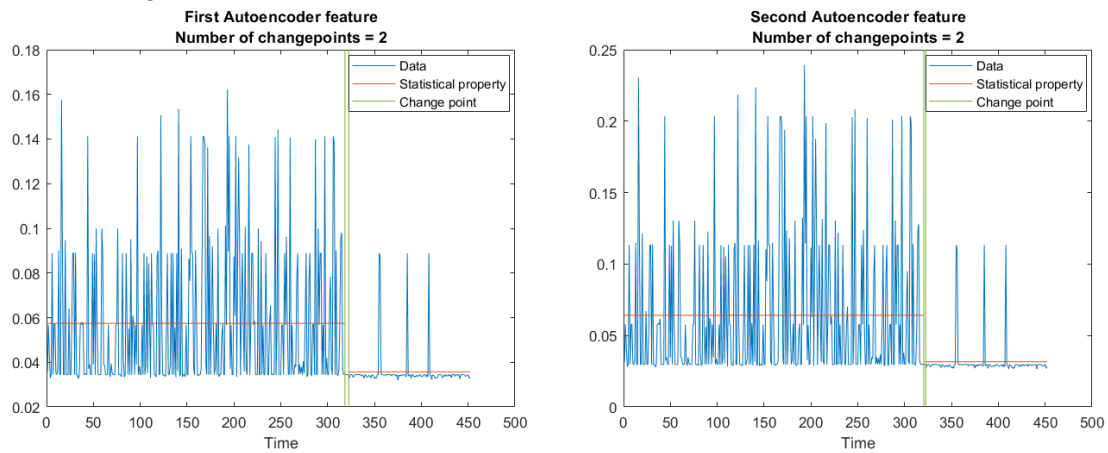 First Autoencoder feature
Number of changepoints = 2
0.18
0.16
0.14
0.12
0.1
0.08
0.06
0.04
0.02
0 50 100 150 200 250 300 350 400 450 500
Time
Data
Statistical property
Change point
Second Autoencoder feature
Number of changepoints = 2
0.25
0.2
0.15
0.1
0.05
0
0 50 100 150 200 250 300 350 400 450 500
Time
Data
Statistical property
Change point